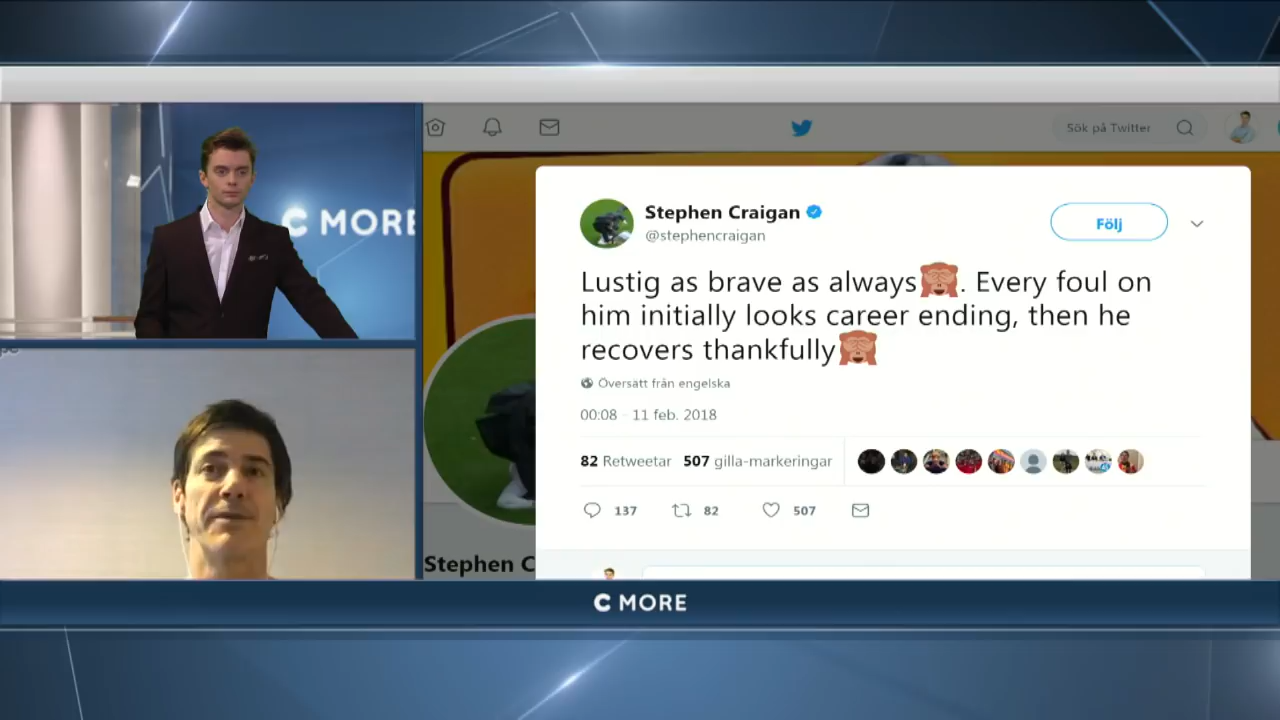 C MORE
Sök på Twitter
Stephen Craigan
@stephencraigan
Följ
Lustig as brave as always🙈. Every foul on
him initially looks career ending, then he
recovers thankfully🙈
Översatt från engelska
00:08 - 11 feb. 2018
82 Retweetar 507 gilla-markeringar
137 82 507
Stephen C
C MORE